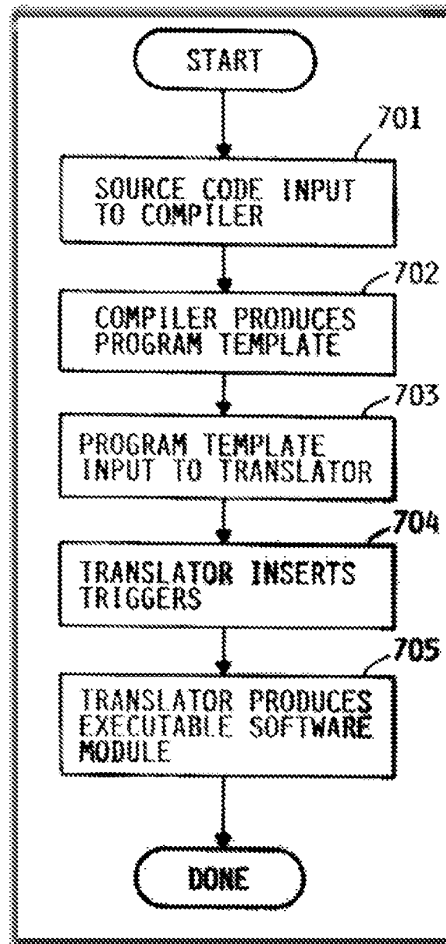 START
701
SOURCE CODE INPUT
TO COMPILER
702
COMPILER PRODUCES
PROGRAM TEMPLATE
703
PROGRAM TEMPLATE
INPUT TO TRANSLATOR
704
TRANSLATOR INSERTS
TRIGGERS
705
TRANSLATOR PRODUCES
EXECUTABLE SOFTWARE
MODULE
DONE